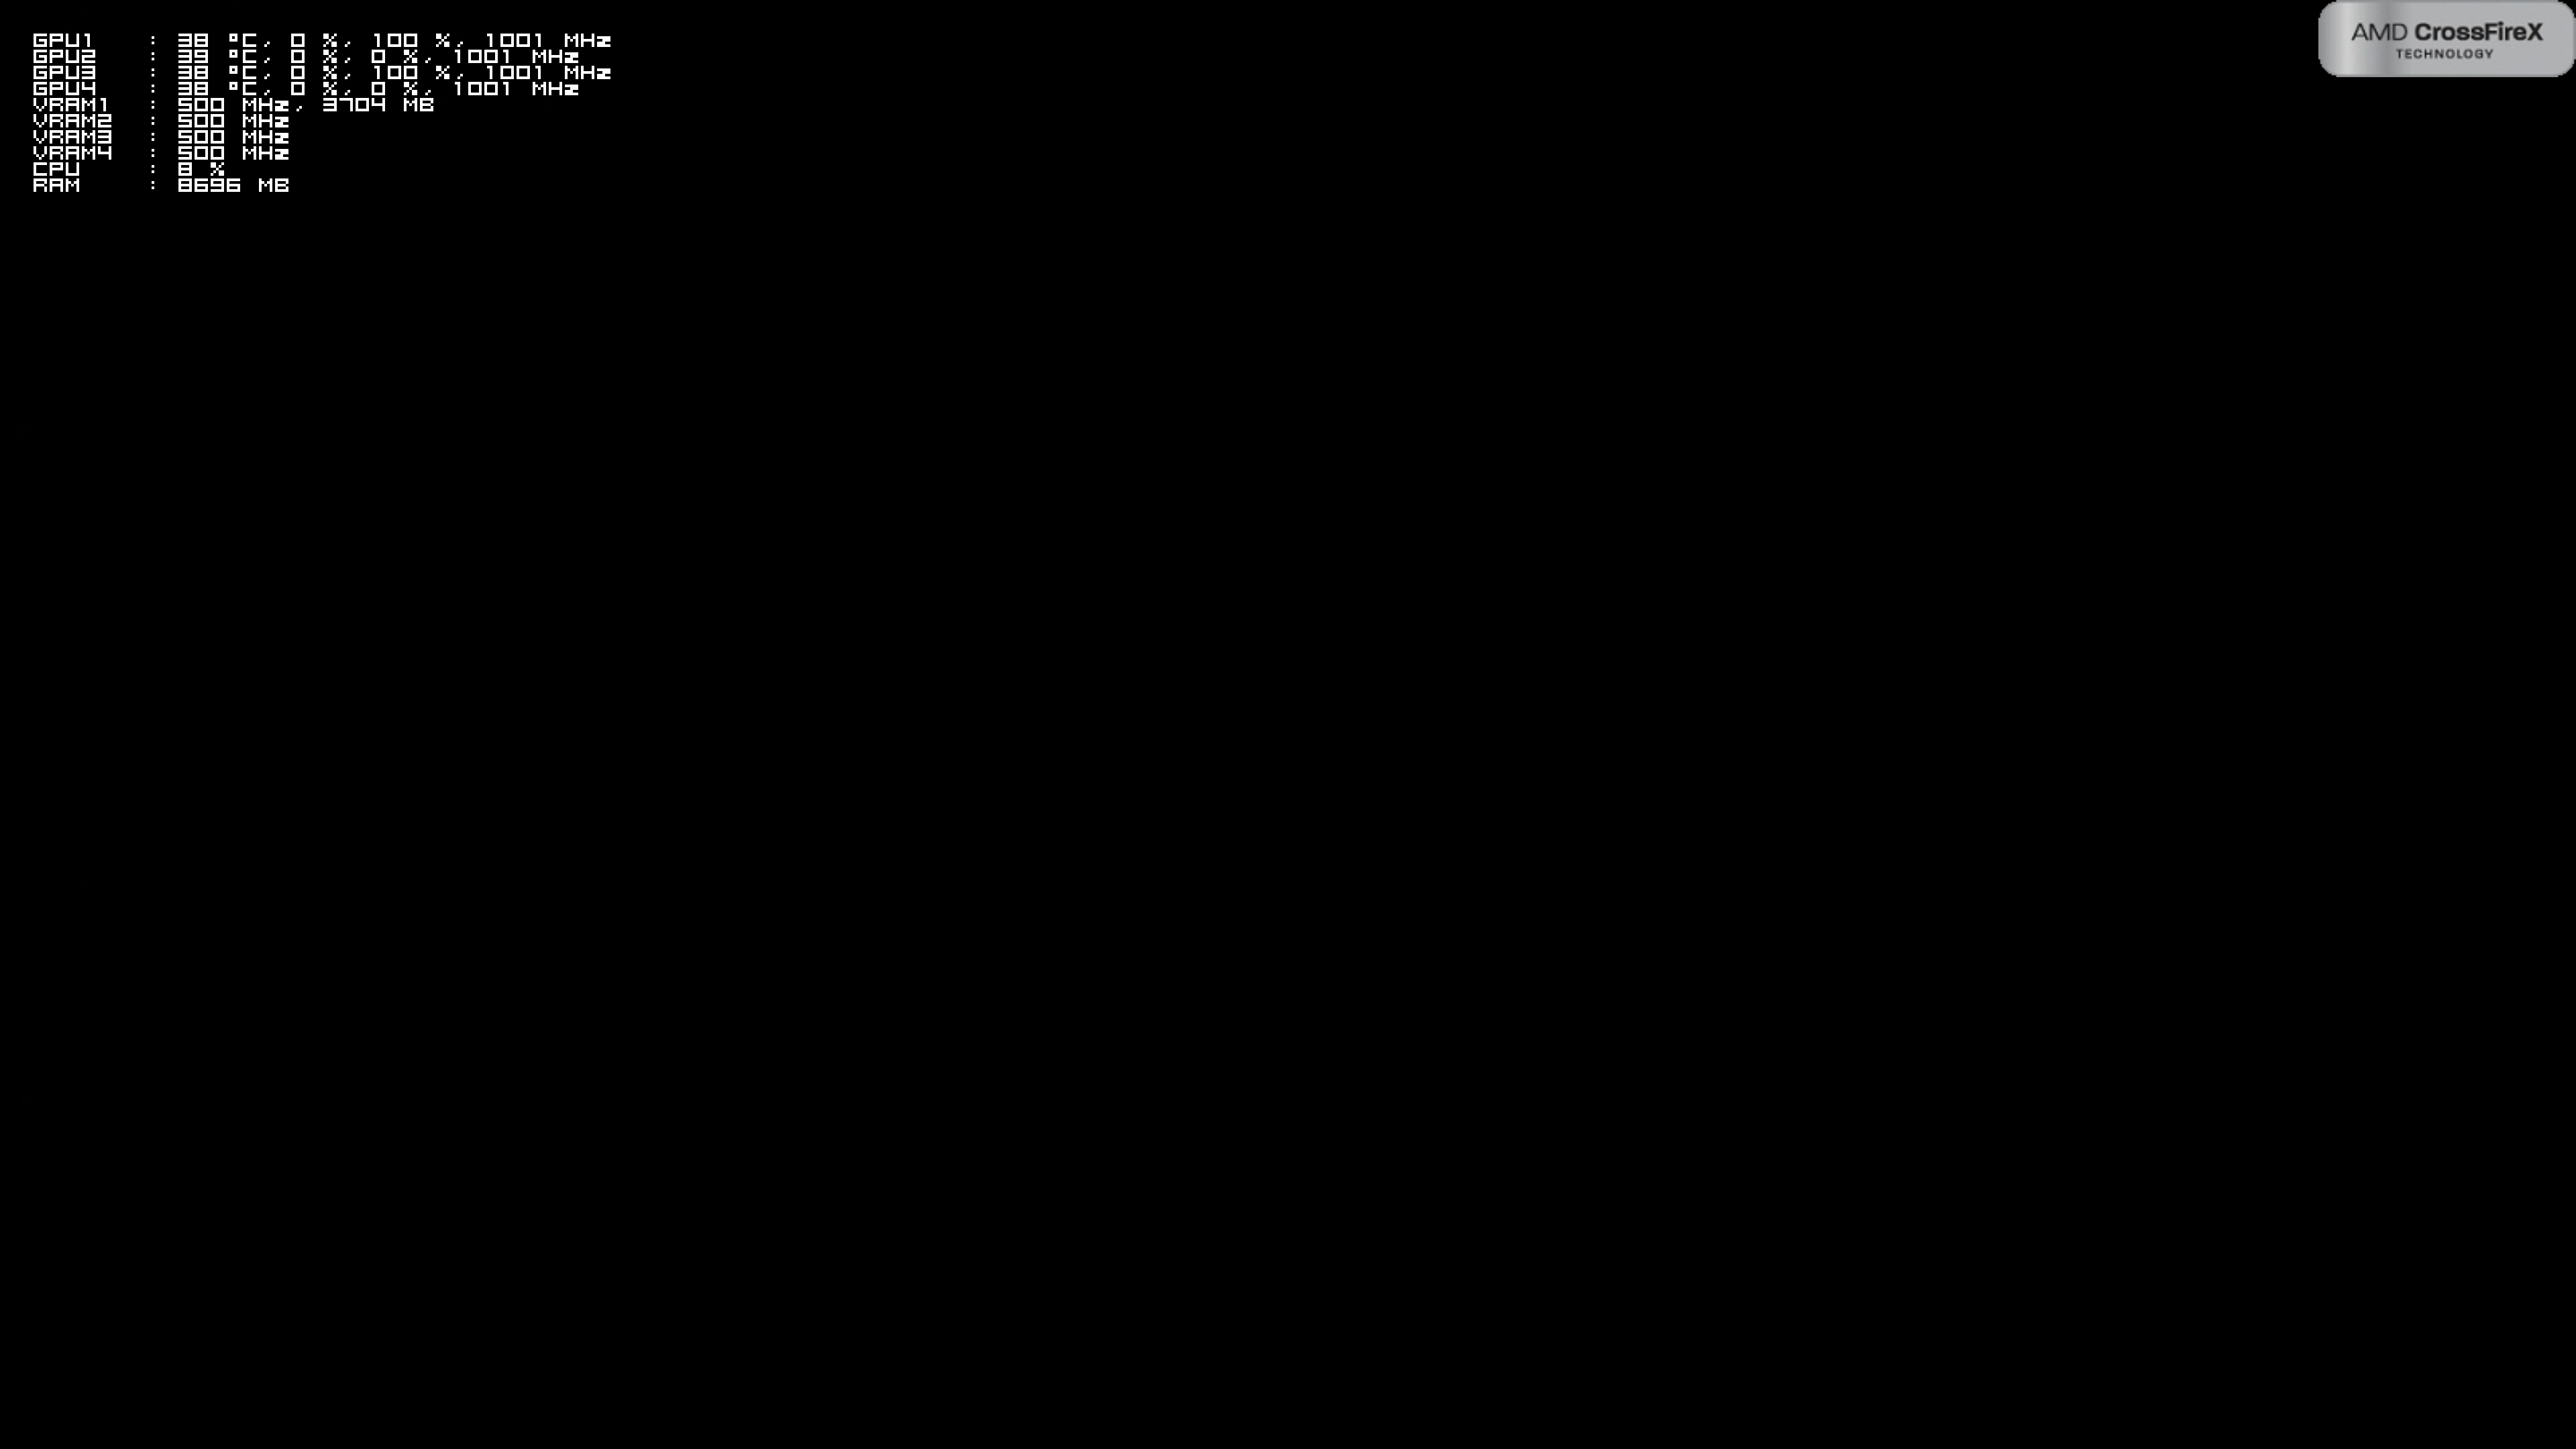 GPU1 : 38 °C, 0 %, 100 %, 1001 MHz
GPU2 : 39 °C, 0 %, 0 %, 1001 MHz
GPU3 : 38 °C, 0 %, 100 %, 1001 MHz
GPU4 : 38 °C, 0 %, 0 %, 1001 MHz
VRAM1 : 500 MHz, 3704 MB
VRAM2 : 500 MHz
VRAM3 : 500 MHz
VRAM4 : 500 MHz
CPU : 8 %
RAM : 8696 MB
AMD CrossFireX
TECHNOLOGY